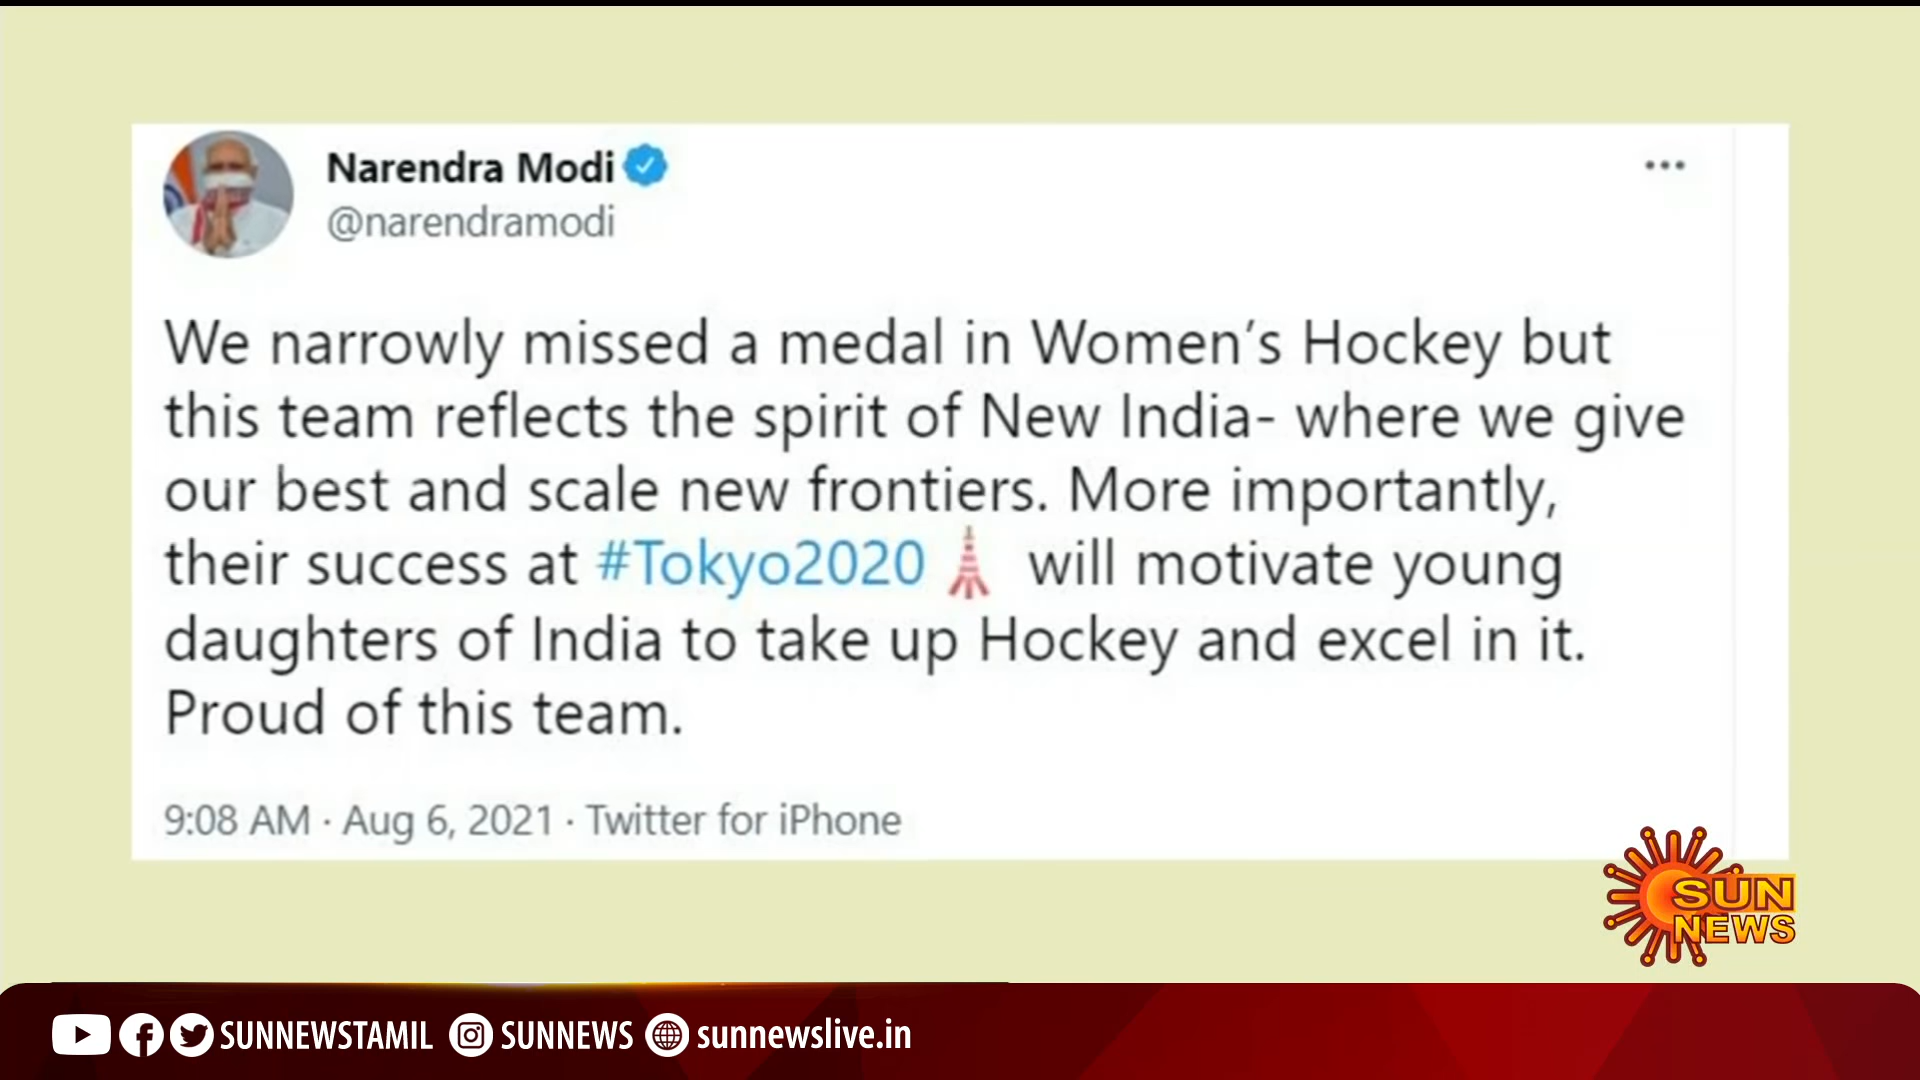 Narendra Modi
@narendramodi
We narrowly missed a medal in Women’s Hockey but
this team reflects the spirit of New India- where we give
our best and scale new frontiers. More importantly,
their success at #Tokyo2020 🗼 will motivate young
daughters of India to take up Hockey and excel in it.
Proud of this team.
9:08 AM · Aug 6, 2021 · Twitter for iPhone
SUN
NEWS
SUNNEWSTAMIL SUNNEWS sunnewslive.in